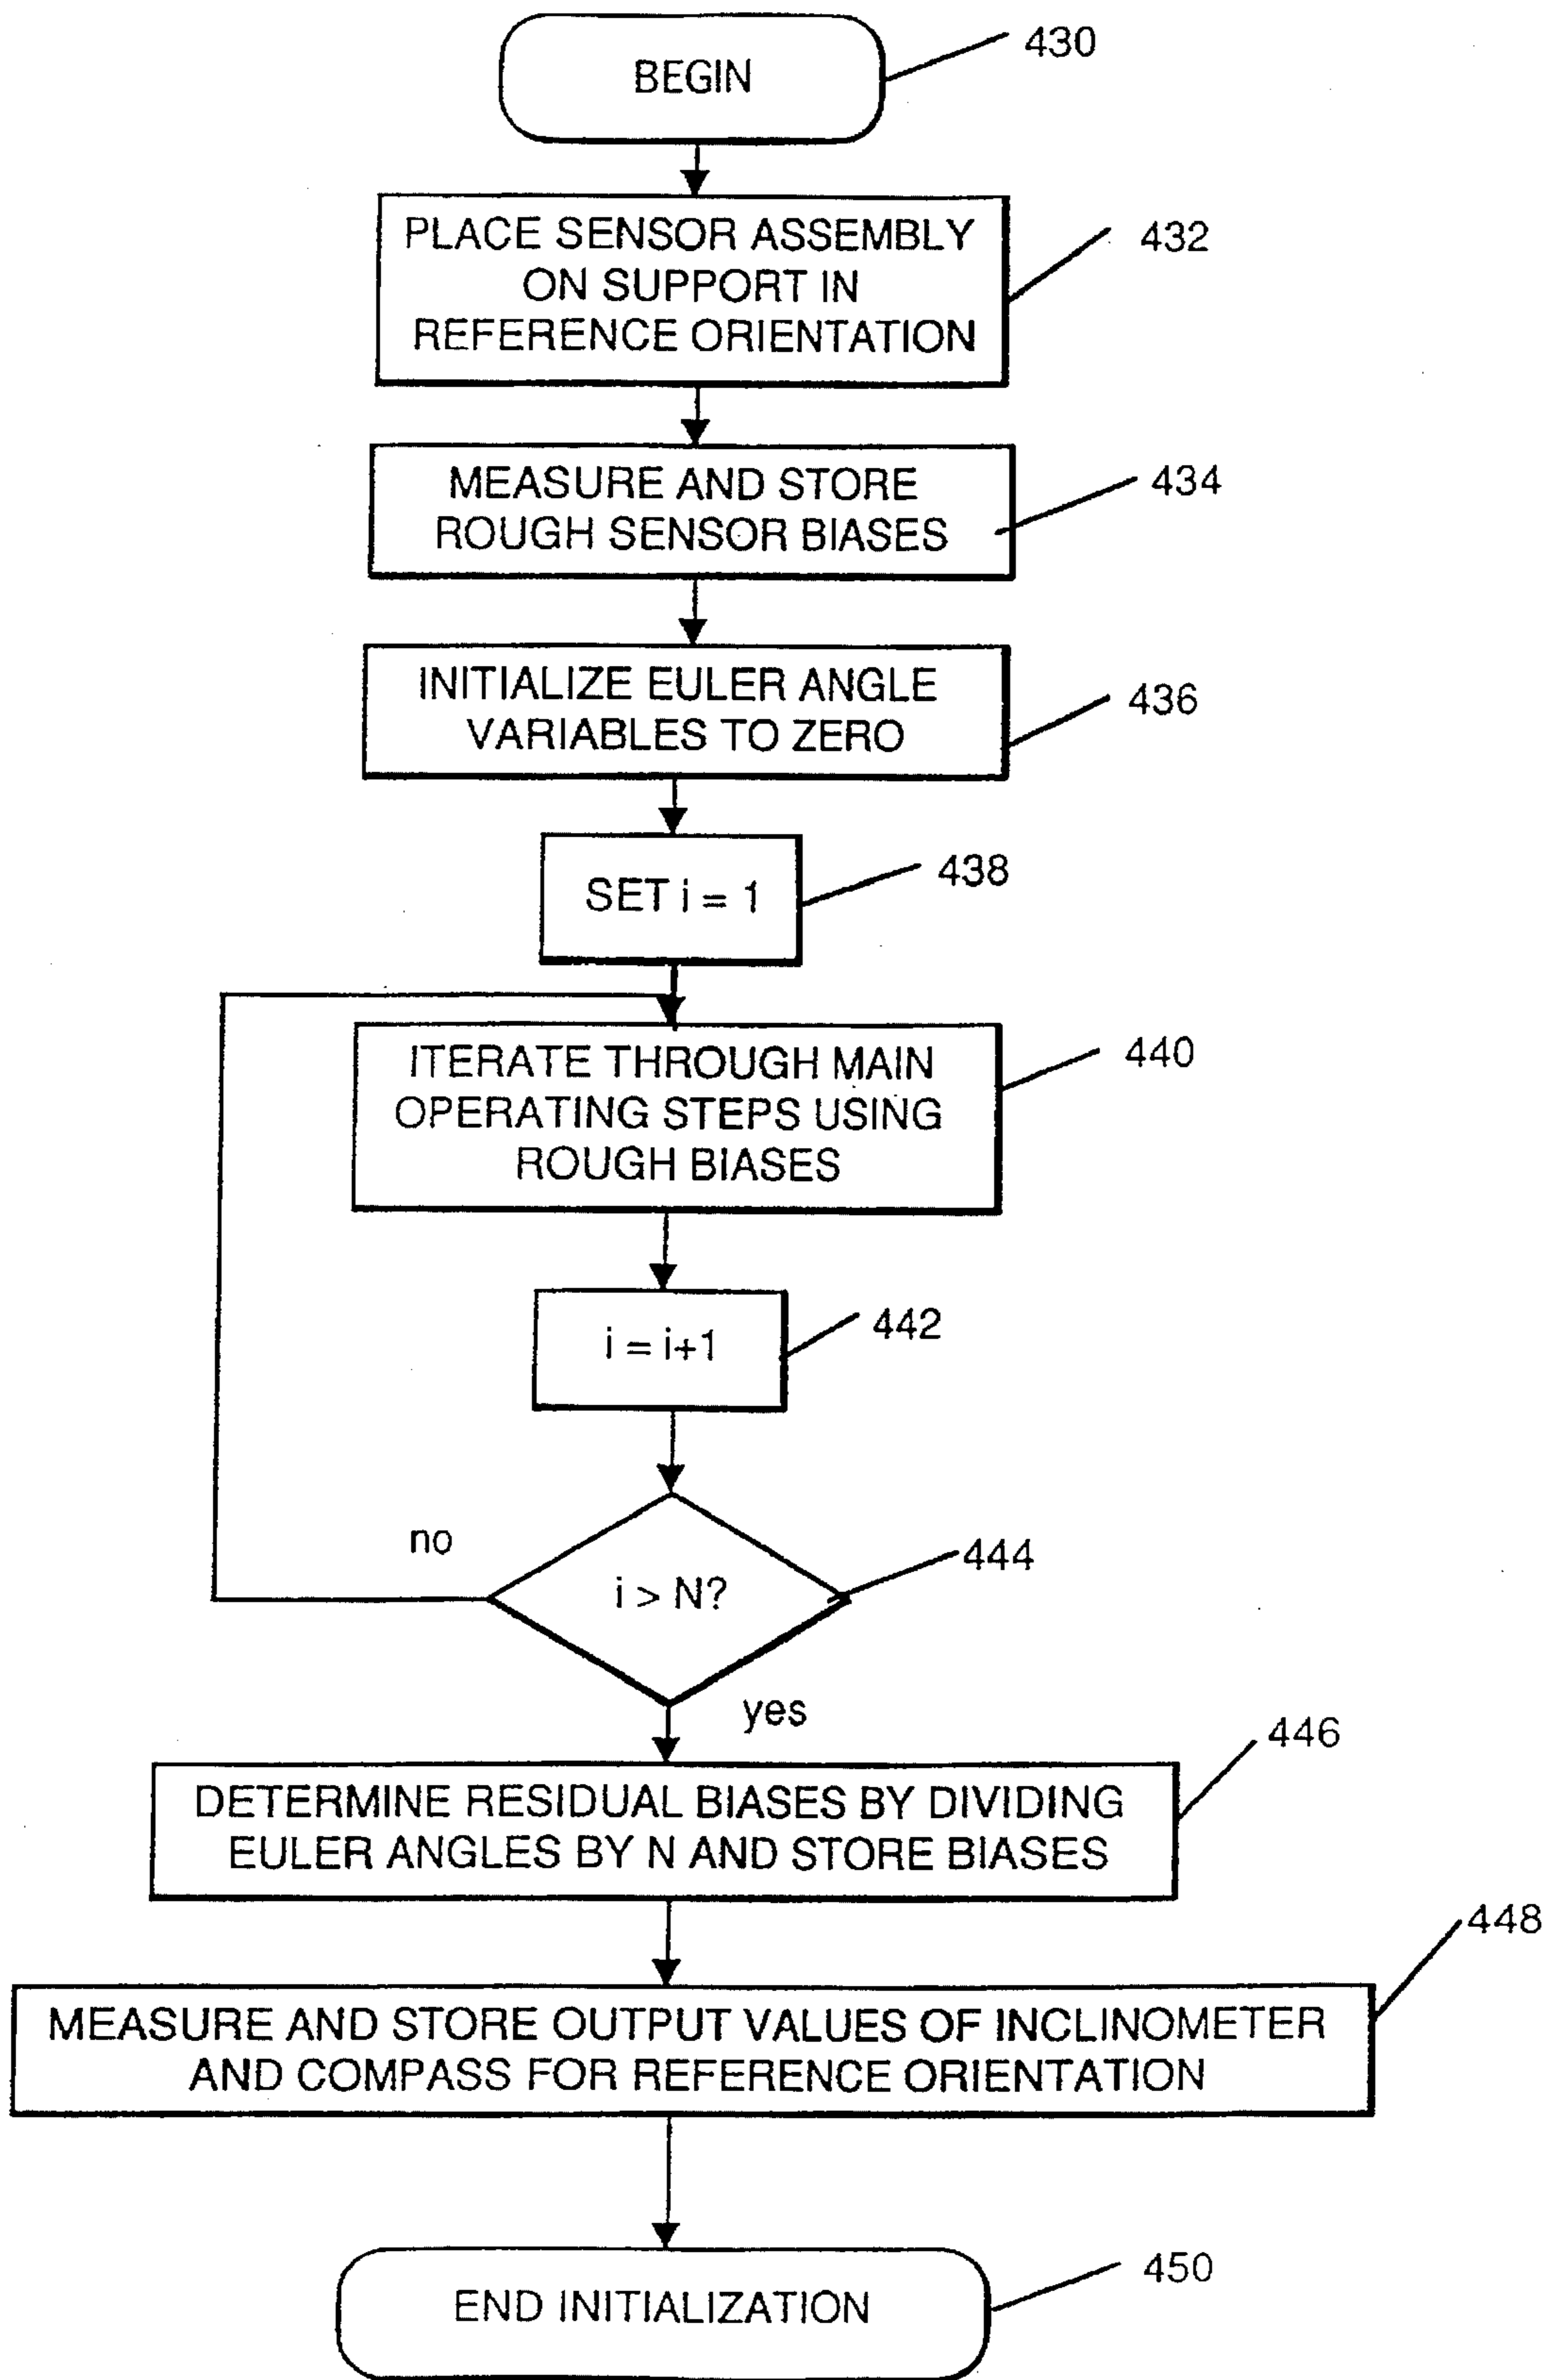 BEGIN
430
PLACE SENSOR ASSEMBLY
ON SUPPORT IN
REFERENCE ORIENTATION
432
MEASURE AND STORE
ROUGH SENSOR BIASES
434
INITIALIZE EULER ANGLE
VARIABLES TO ZERO
436
SET i = 1
438
ITERATE THROUGH MAIN
OPERATING STEPS USING
ROUGH BIASES
440
i = i+1
442
no
i > N?
444
yes
DETERMINE RESIDUAL BIASES BY DIVIDING
EULER ANGLES BY N AND STORE BIASES
446
MEASURE AND STORE OUTPUT VALUES OF INCLINOMETER
AND COMPASS FOR REFERENCE ORIENTATION
448
END INITIALIZATION
450